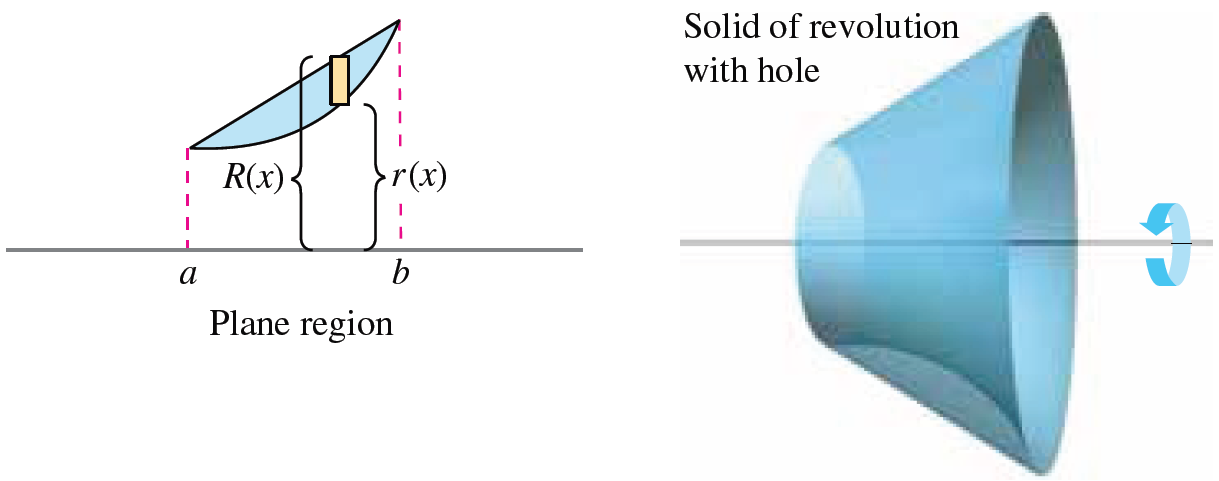 R(x)
r(x)
a
b
Plane region
Solid of revolution
with hole